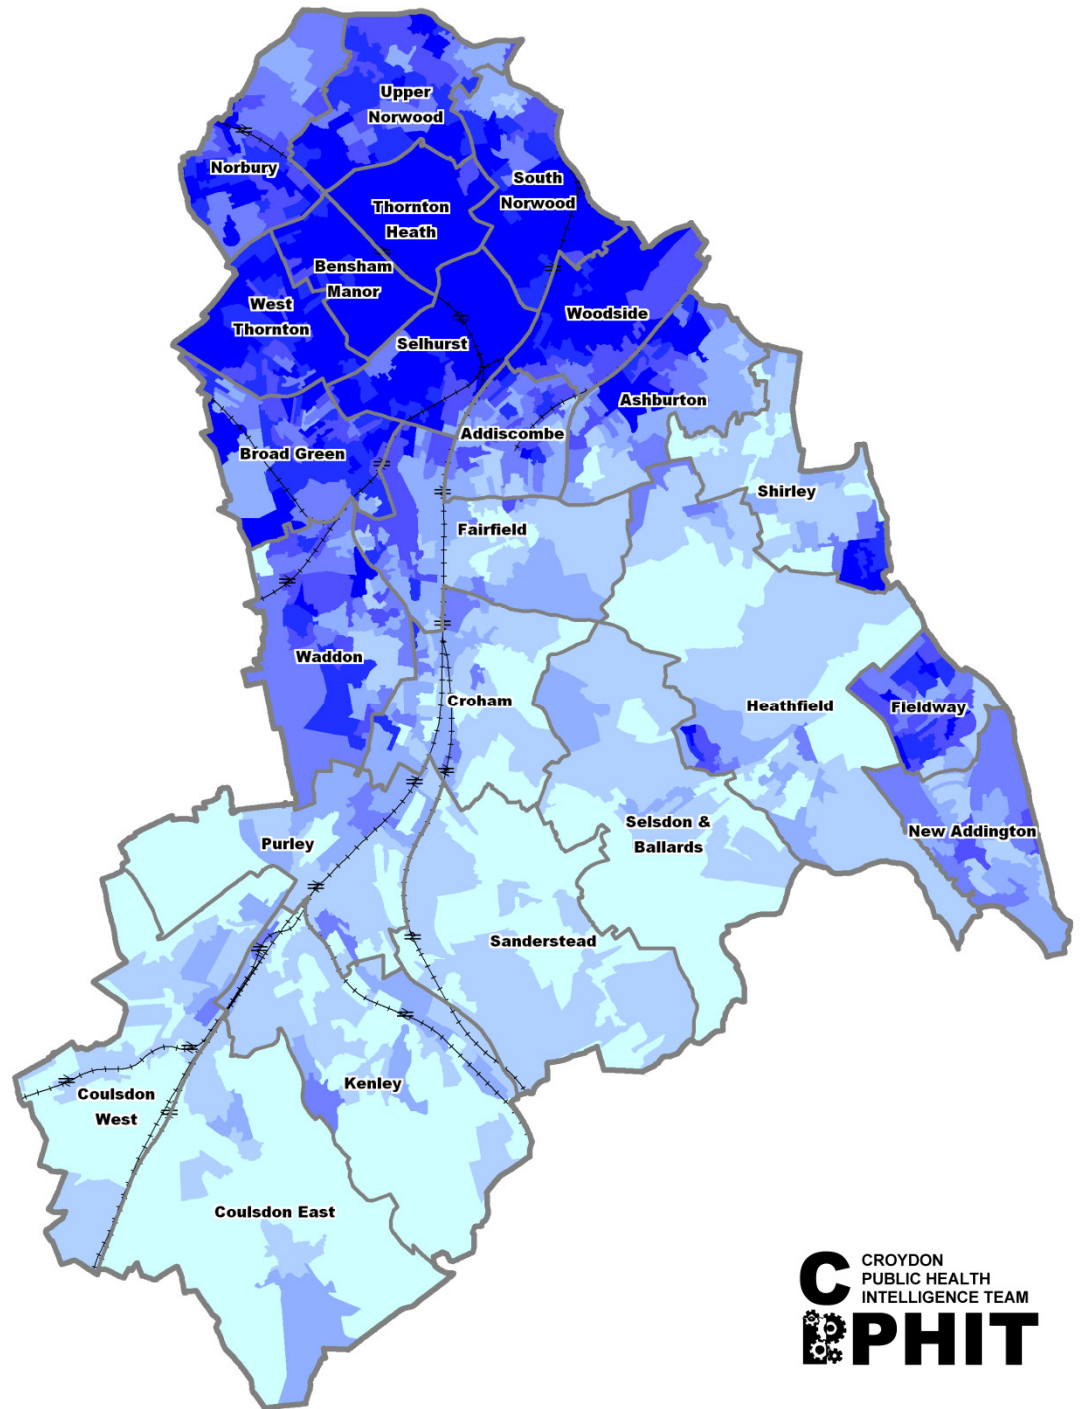 Upper
Norwood
Norbury
South
Norwood
Thornton
Heath
Bensham
Manor
West
Thornton
Woodside
Selhurst
Ashburton
Addiscombe
Broad Green
Shirley
Fairfield
Waddon
Croham
Heathfield
Fieldway
Selsdon &
Ballards
New Addington
Purley
Sanderstead
Kenley
Coulsdon
West
Coulsdon East
C CROYDON
PUBLIC HEALTH
INTELLIGENCE TEAM
PHIT